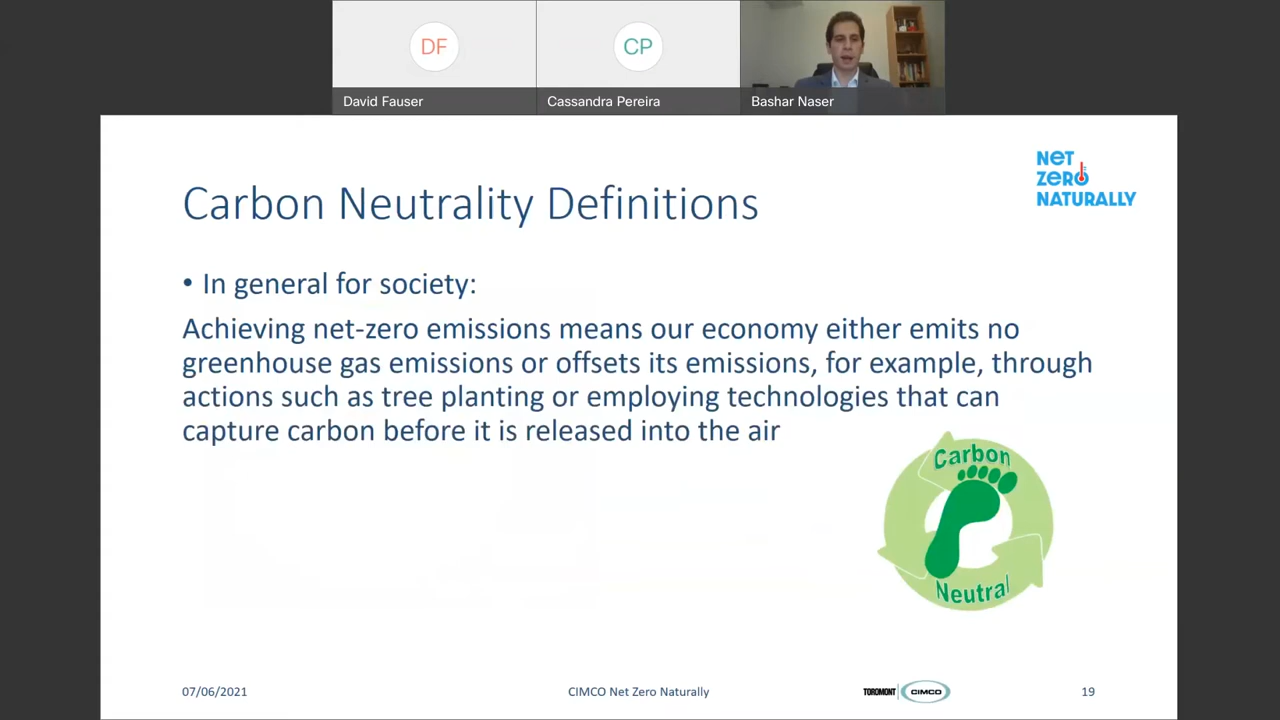 DF
CP
David Fauser
Cassandra Pereira
Bashar Naser
NET
ZERO
NATURALLY
Carbon Neutrality Definitions
• In general for society:
Achieving net-zero emissions means our economy either emits no
greenhouse gas emissions or offsets its emissions, for example, through
actions such as tree planting or employing technologies that can
capture carbon before it is released into the air
Carbon
Neutral
07/06/2021
CIMCO Net Zero Naturally
TOROMONT
CIMCO
19